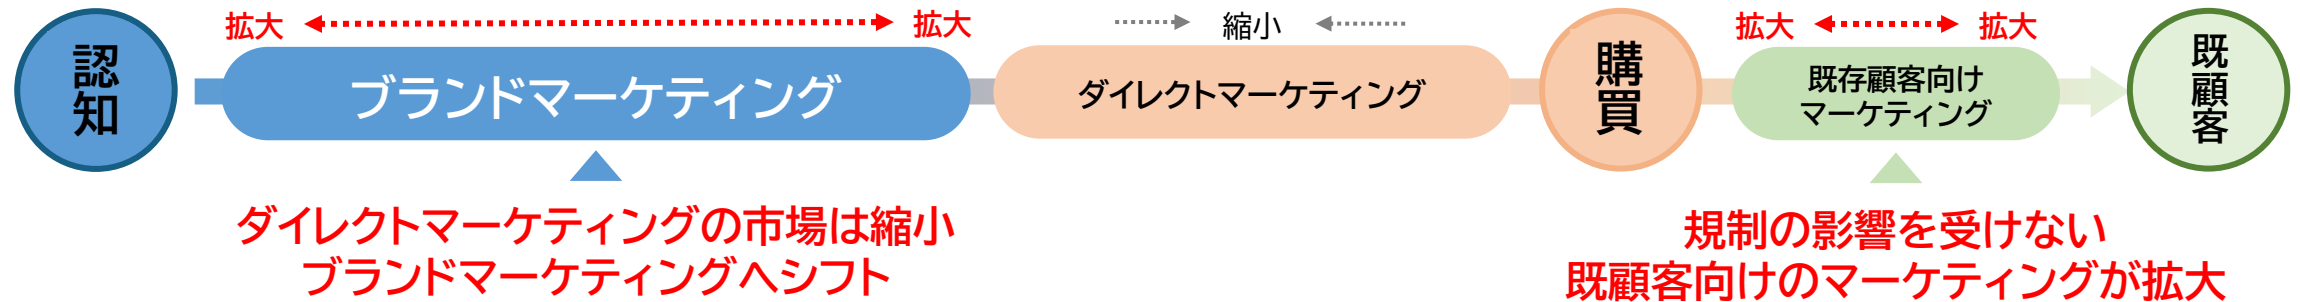 拡大
拡大
縮小
拡大
拡大
認知
ブランドマーケティング
ダイレクトマーケティング
購買
既存顧客向け
マーケティング
既顧客
ダイレクトマーケティングの市場は縮小
ブランドマーケティングへシフト
規制の影響を受けない
既顧客向けのマーケティングが拡大